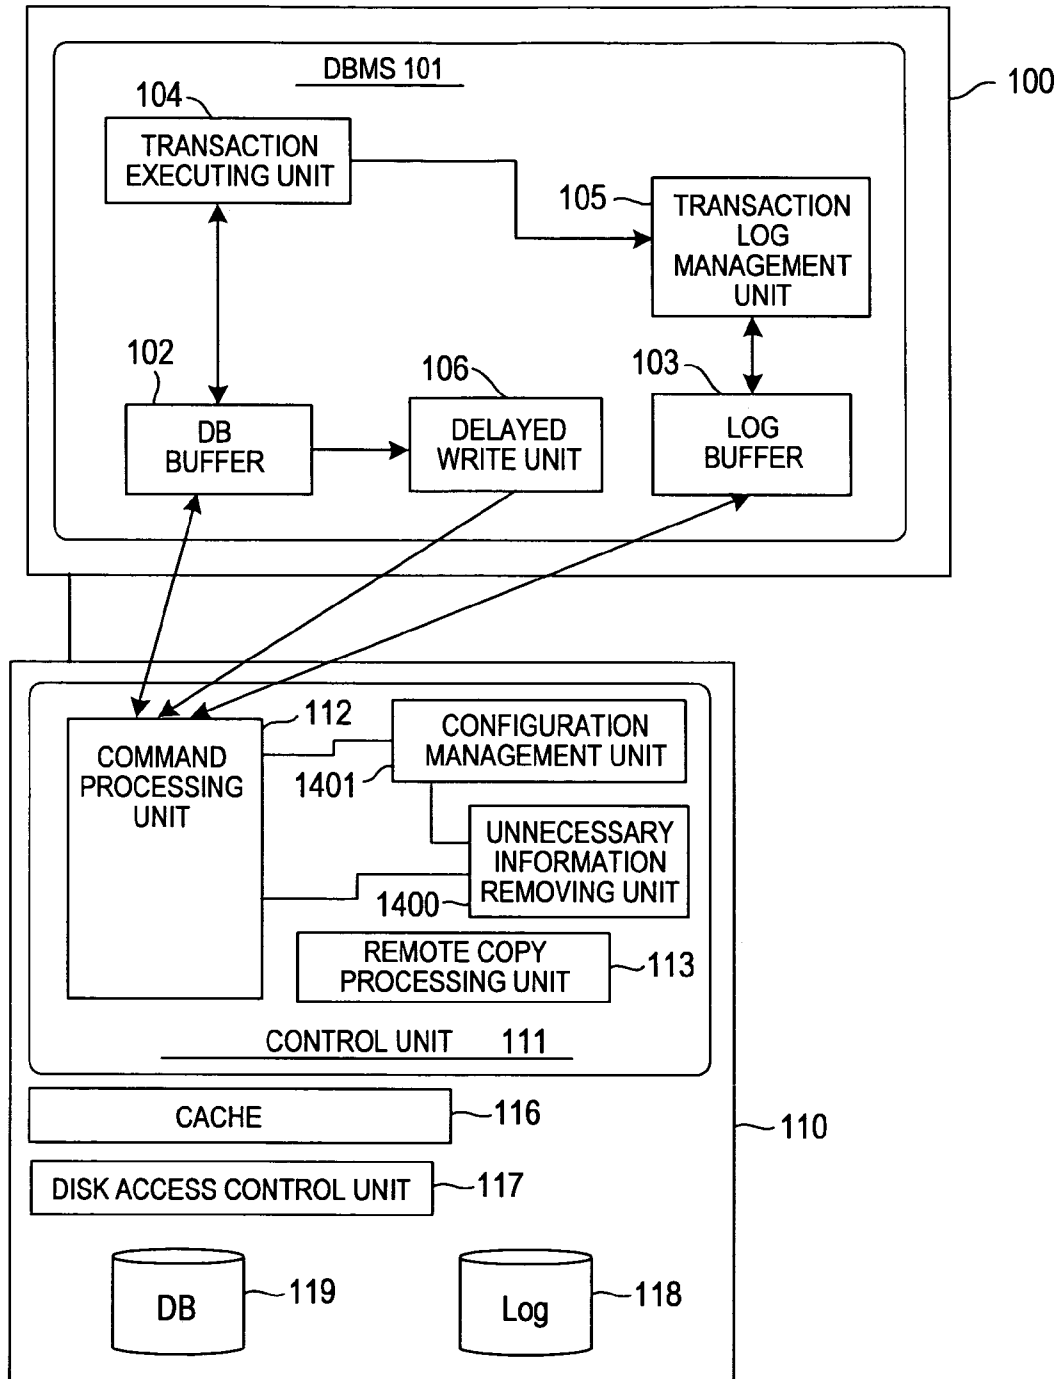 DBMS 101
100
104
TRANSACTION
EXECUTING UNIT
105
TRANSACTION
LOG
MANAGEMENT
UNIT
102
DB
BUFFER
106
DELAYED
WRITE UNIT
103
LOG
BUFFER
112
COMMAND
PROCESSING
UNIT
CONFIGURATION
MANAGEMENT UNIT
1401
UNNECESSARY
INFORMATION
REMOVING UNIT
1400
REMOTE COPY
PROCESSING UNIT
113
CONTROL UNIT 111
CACHE
116
110
DISK ACCESS CONTROL UNIT
117
DB
119
Log
118